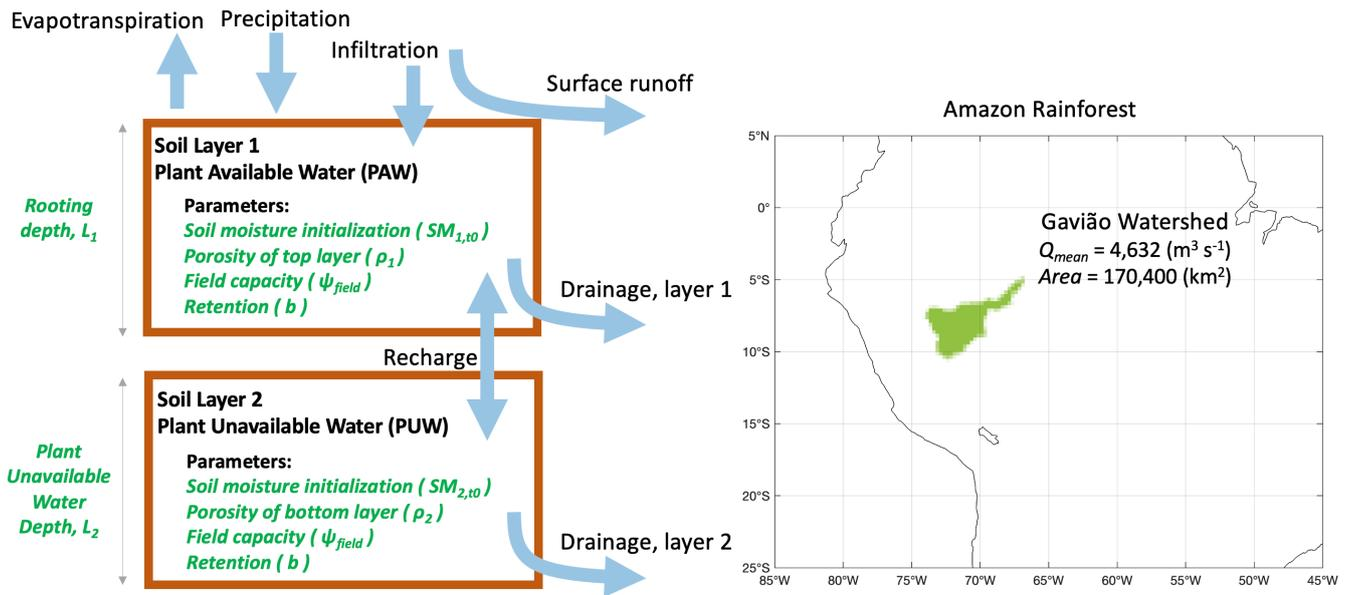 Evapotranspiration
Precipitation
Infiltration
Surface runoff
Rooting
depth, L₁
Soil Layer 1
Plant Available Water (PAW)
Parameters:
Soil moisture initialization ( SM₁,t0 )
Porosity of top layer ( ρ₁ )
Field capacity ( ψfield )
Retention ( b )
Drainage, layer 1
Recharge
Plant
Unavailable
Water
Depth, L₂
Soil Layer 2
Plant Unavailable Water (PUW)
Parameters:
Soil moisture initialization ( SM₂,t0 )
Porosity of bottom layer ( ρ₂ )
Field capacity ( ψfield )
Retention ( b )
Drainage, layer 2
Amazon Rainforest
Gavião Watershed
Qmean = 4,632 (m³ s⁻¹)
Area = 170,400 (km²)
5°N
0°
5°S
10°S
15°S
20°S
25°S
85°W 80°W 75°W 70°W 65°W 60°W 55°W 50°W 45°W